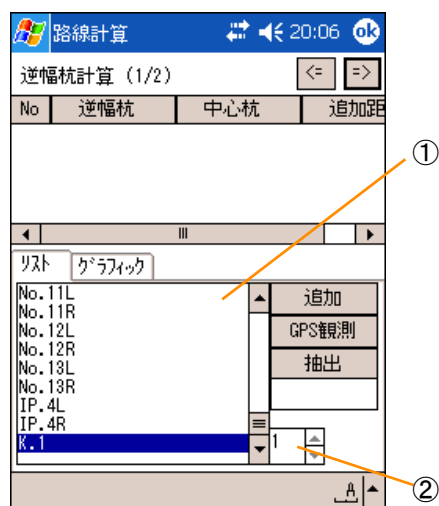 路線計算 20:06 ok
逆幅杭計算 (1/2) <= =>
No 逆幅杭 中心杭 追加距
①
ﾘｽﾄ ｸﾞﾗﾌｨｯｸ
No.11L
No.11R
No.12L
No.12R
No.13L
No.13R
IP.4L
IP.4R
K.1
追加
GPS観測
抽出
1
②
A